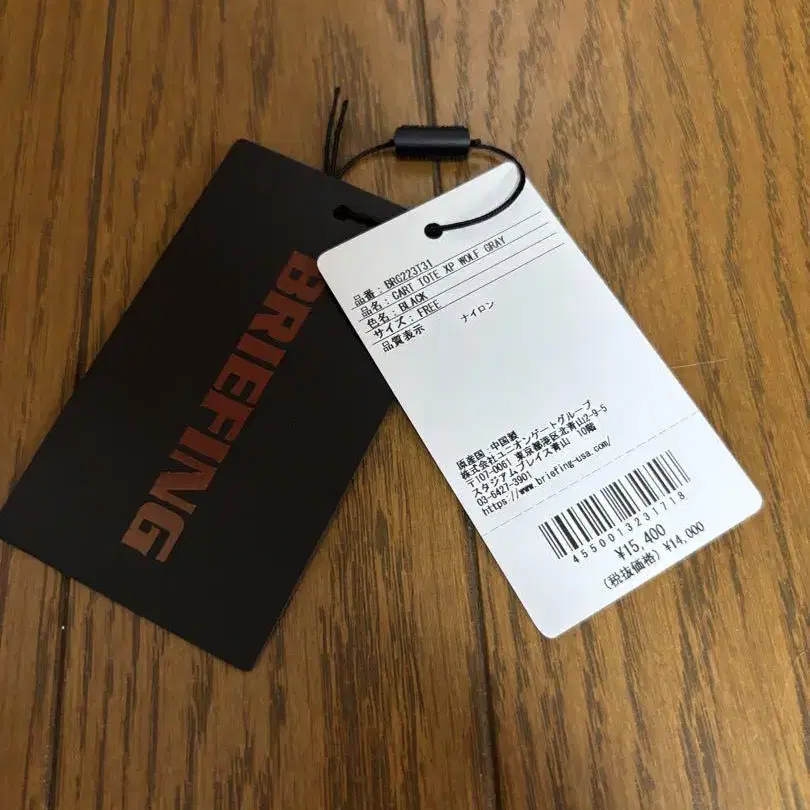 BRIEFING
品番：BRG223T31
品名：CART TOTE XP WOLF GRAY
色名：BLACK
サイズ：FREE
品質表示 ナイロン
原産国：中国製
株式会社ユニオンゲートグループ
〒107-0061 東京都港区北青山2-9-5
スタジアムプレイス青山 10階
03-6427-3901
https://www.briefing-usa.com/
4550013231718
¥15,400
(税抜価格) ¥14,000